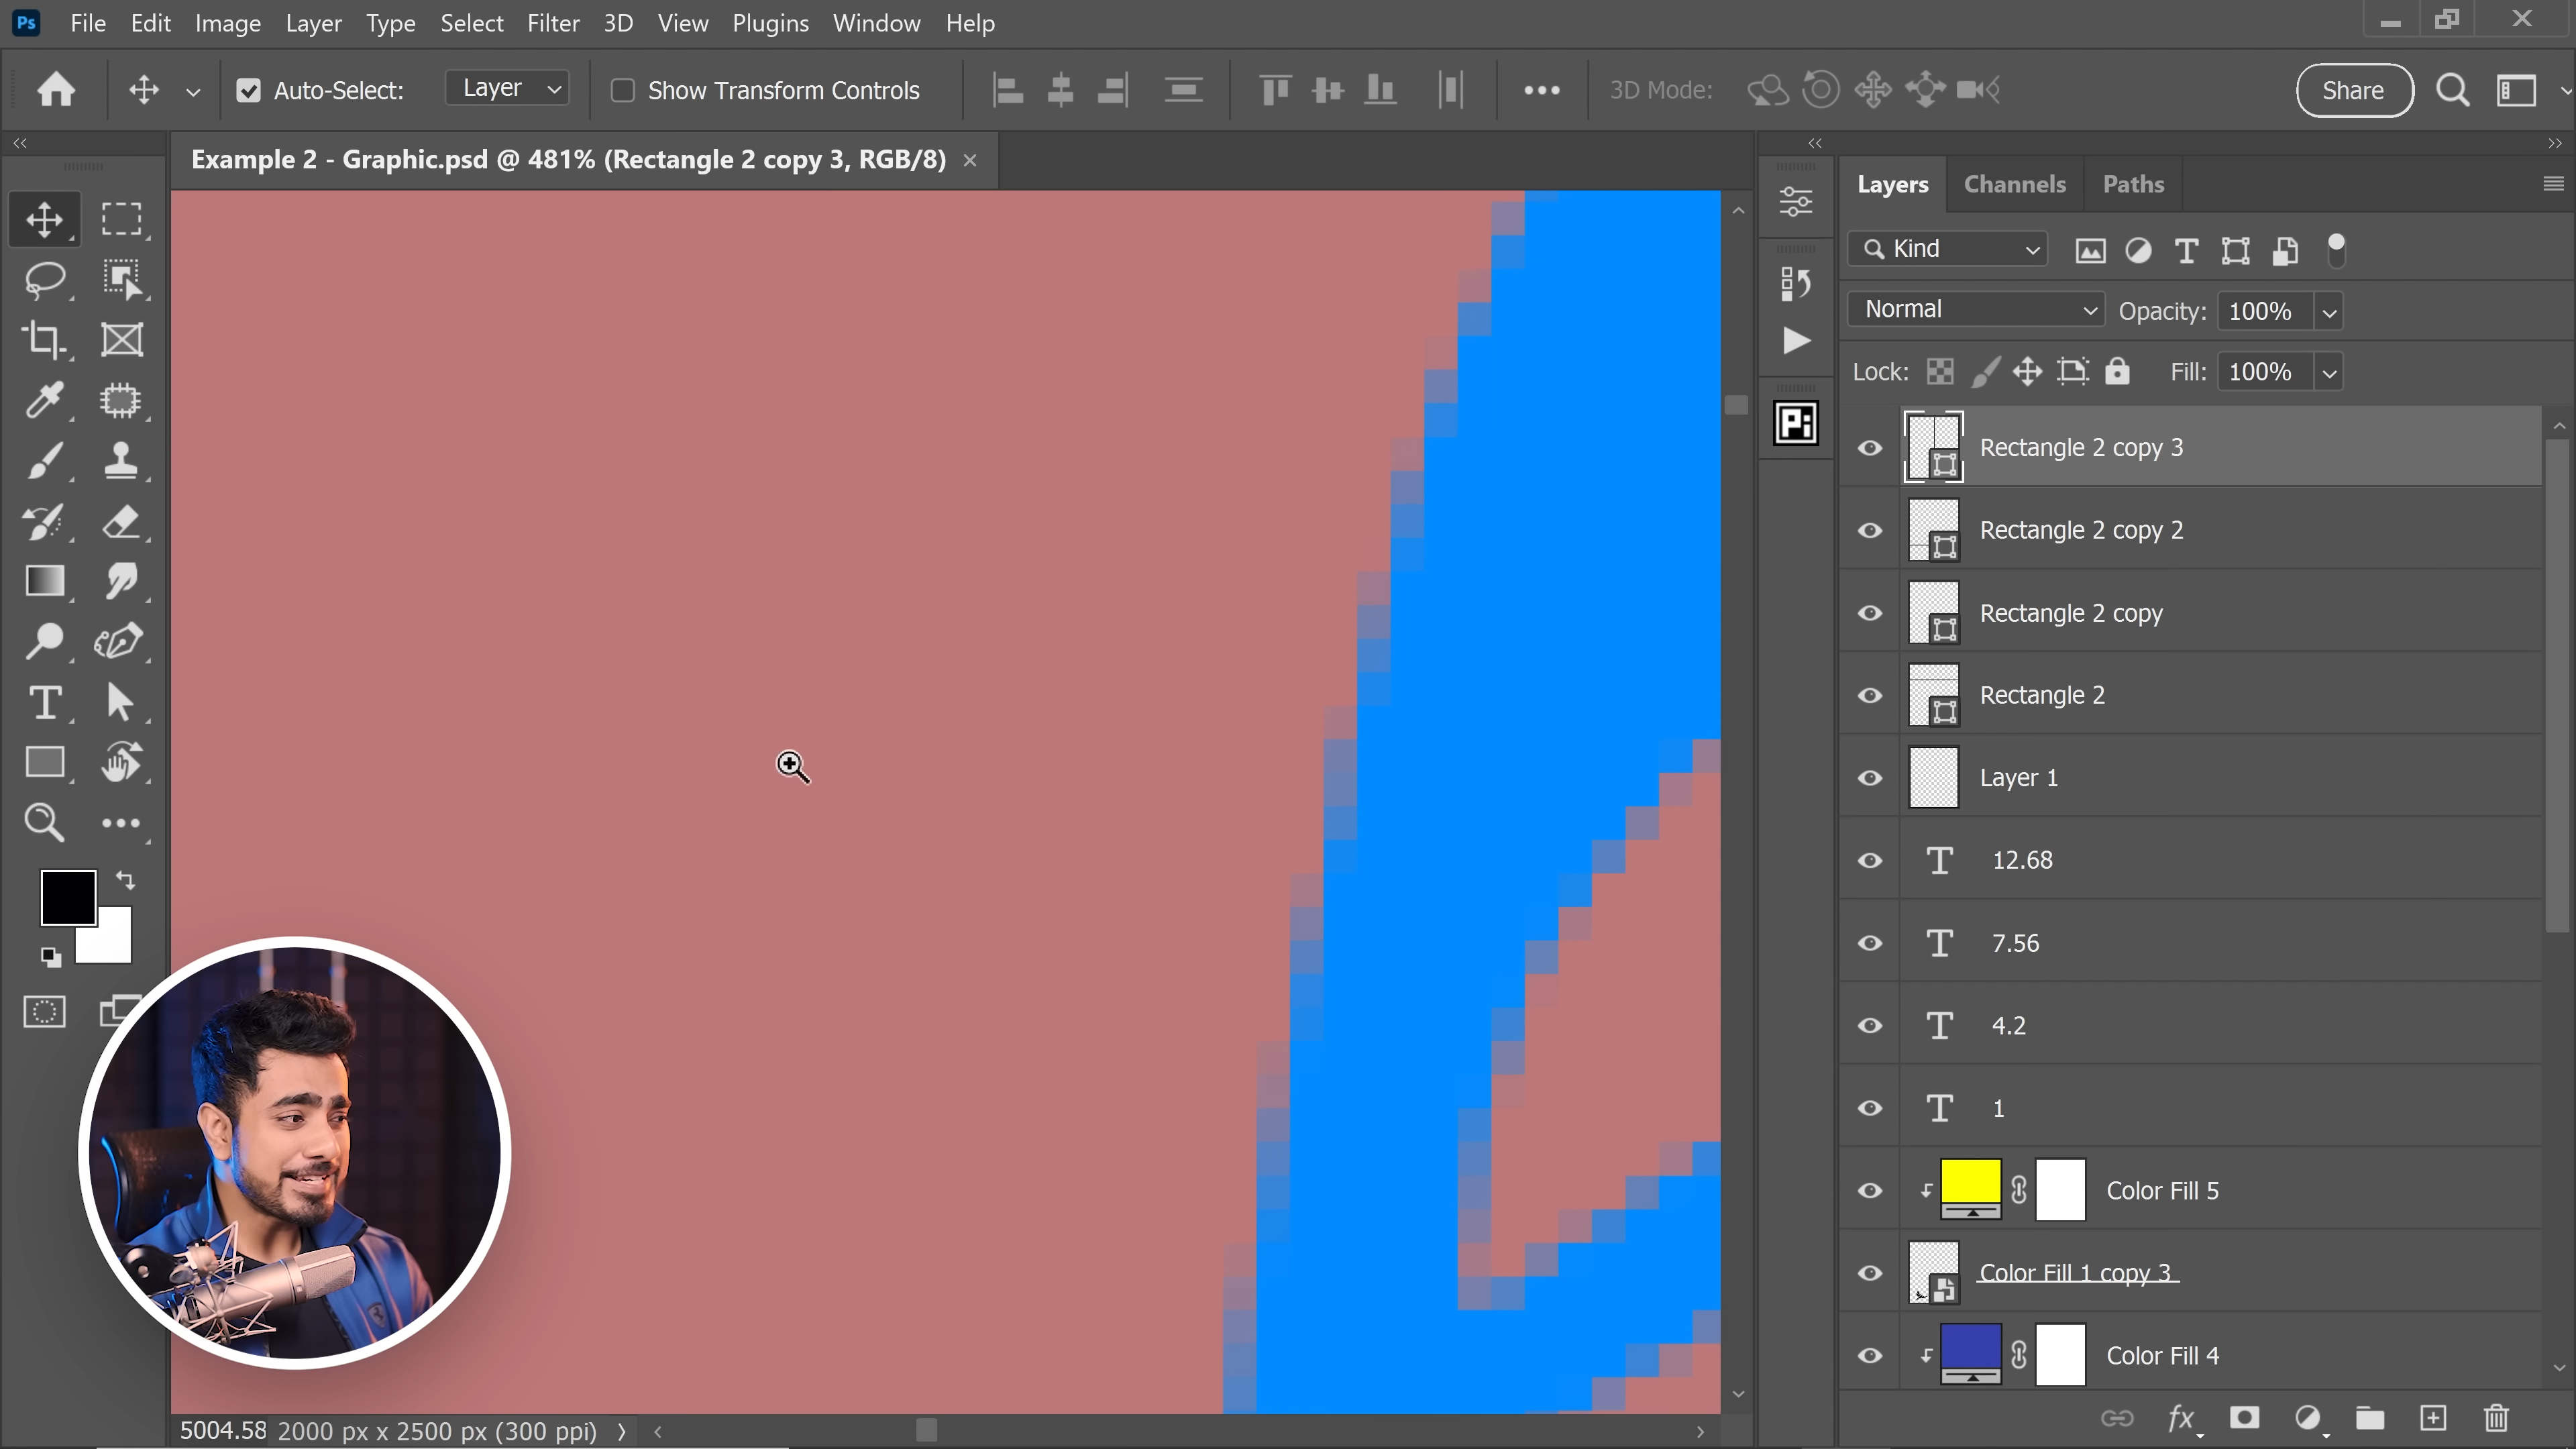 Ps File Edit Image Layer Type Select Filter 3D View Plugins Window Help
Auto-Select: Layer Show Transform Controls 3D Mode: Share
Example 2 - Graphic.psd @ 481% (Rectangle 2 copy 3, RGB/8) ×
Layers Channels Paths
Kind
Normal Opacity: 100%
Lock: Fill: 100%
Pi
Rectangle 2 copy 3
Rectangle 2 copy 2
Rectangle 2 copy
Rectangle 2
Layer 1
12.68
7.56
4.2
1
Color Fill 5
Color Fill 1 copy 3
Color Fill 4
fx
5004.58 2000 px x 2500 px (300 ppi)